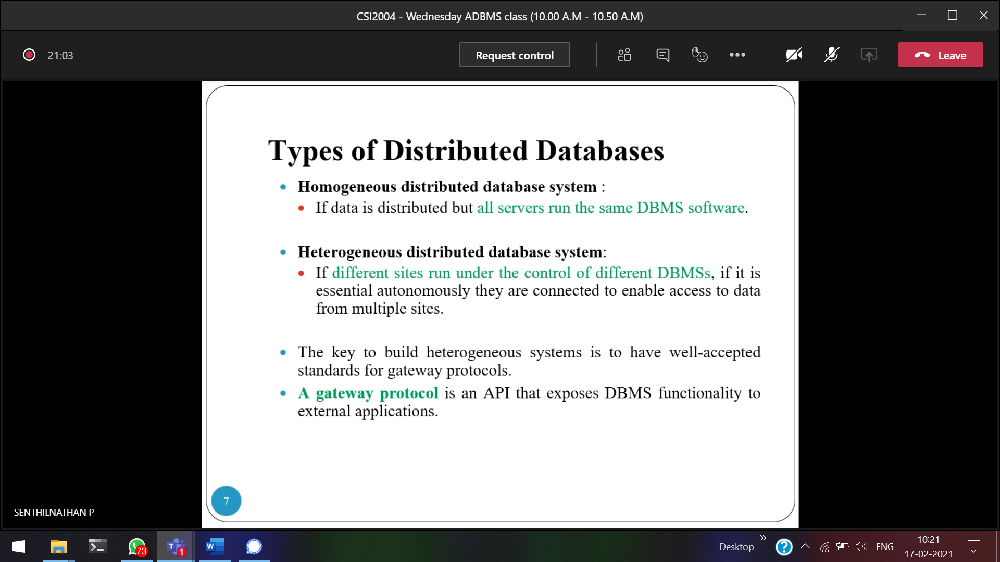 CSI2004 - Wednesday ADBMS class (10.00 A.M - 10.50 A.M)
21:03
Request control
Leave
Types of Distributed Databases
• Homogeneous distributed database system :
• If data is distributed but all servers run the same DBMS software.
• Heterogeneous distributed database system:
• If different sites run under the control of different DBMSs, if it is
essential autonomously they are connected to enable access to data
from multiple sites.
• The key to build heterogeneous systems is to have well-accepted
standards for gateway protocols.
• A gateway protocol is an API that exposes DBMS functionality to
external applications.
7
SENTHILNATHAN P
73
T
1
W
Desktop
»
?
ENG
10:21
17-02-2021